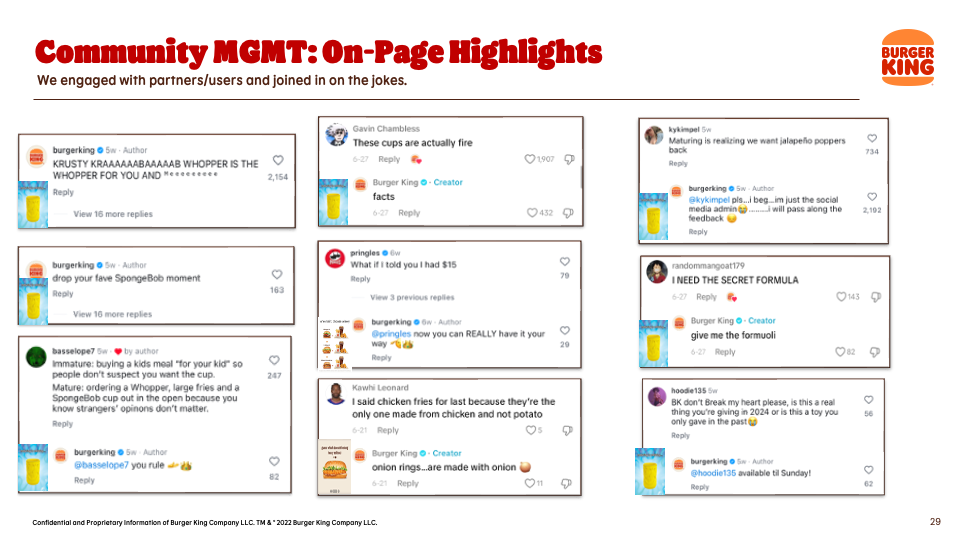 Community MGMT: On-Page Highlights
We engaged with partners/users and joined in on the jokes.
BURGER
KING
burgerking 5w · Author
KRUSTY KRAAAAAABAAAAAB WHOPPER IS THE
WHOPPER FOR YOU AND
2,154
Reply
View 16 more replies
burgerking 5w · Author
drop your fave SpongeBob moment
163
Reply
View 16 more replies
basselope7 5w · by author
Immature: buying a kids meal "for your kid" so
people don't suspect you want the cup.
247
Mature: ordering a Whopper, large fries and a
SpongeBob cup out in the open because you
know strangers' opinons don't matter.
Reply
burgerking 5w · Author
@basselope7 you rule
82
Reply
Gavin Chambless
These cups are actually fire
6-27 Reply 1,907
Burger King · Creator
facts
6-27 Reply 432
pringles 6w
What if I told you I had $15
79
Reply
View 3 previous replies
burgerking 6w · Author
@pringles now you can REALLY have it your
way
29
Reply
Kawhi Leonard
I said chicken fries for last because they're the
only one made from chicken and not potato
6-21 Reply 5
Burger King · Creator
onion rings...are made with onion
6-21 Reply 11
kykimpel 5w
Maturing is realizing we want jalapeño poppers
back
734
Reply
burgerking 5w · Author
@kykimpel pls...i beg...im just the social
media admin.........i will pass along the
feedback
2,192
Reply
randommangoat179
I NEED THE SECRET FORMULA
6-27 Reply 143
Burger King · Creator
give me the formuoli
6-27 Reply 82
hoodie135 5w
BK don't Break my heart please, is this a real
thing you're giving in 2024 or is this a toy you
only gave in the past
56
Reply
burgerking 5w · Author
@hoodie135 available til Sunday!
62
Reply
Confidential and Proprietary Information of Burger King Company LLC. TM & © 2022 Burger King Company LLC.
29